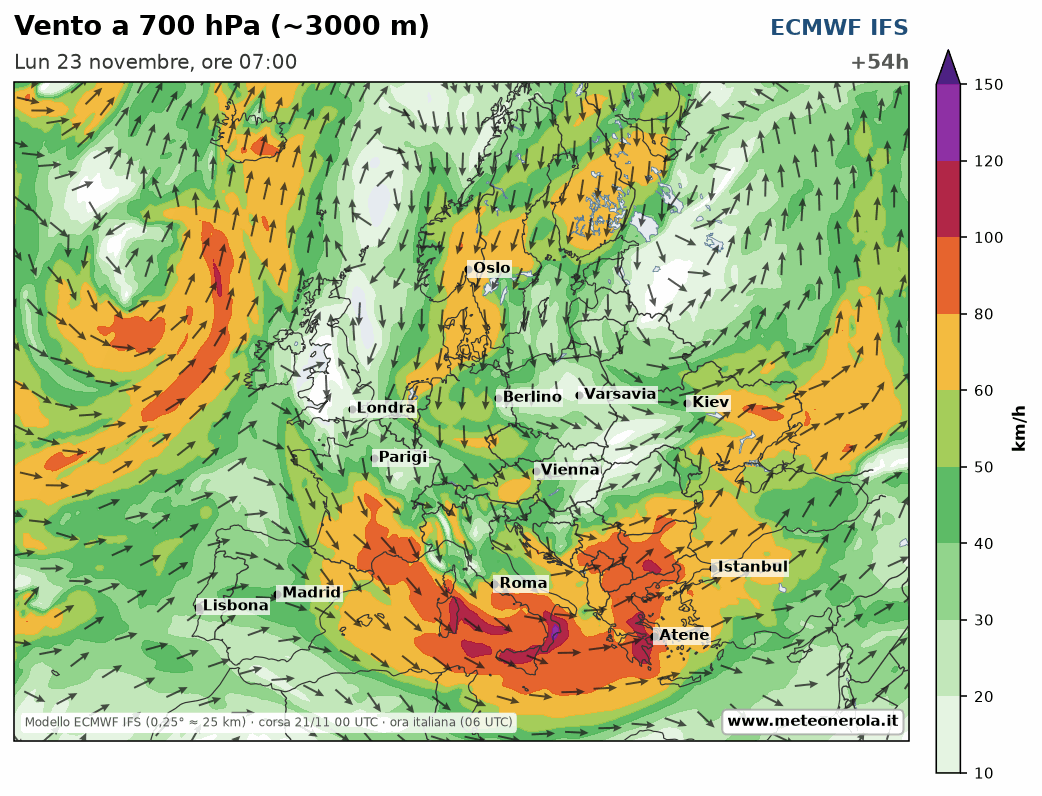 Vento a 700 hPa (~3000 m)
ECMWF IFS
Lun 23 novembre, ore 07:00
+54h
150
120
100
80
60
50
40
30
20
10
km/h
Oslo
Londra
Berlino
Varsavia
Kiev
Parigi
Vienna
Istanbul
Roma
Madrid
Lisbona
Atene
Modello ECMWF IFS (0,25° ≈ 25 km) · corsa 21/11 00 UTC · ora italiana (06 UTC)
www.meteonerola.it